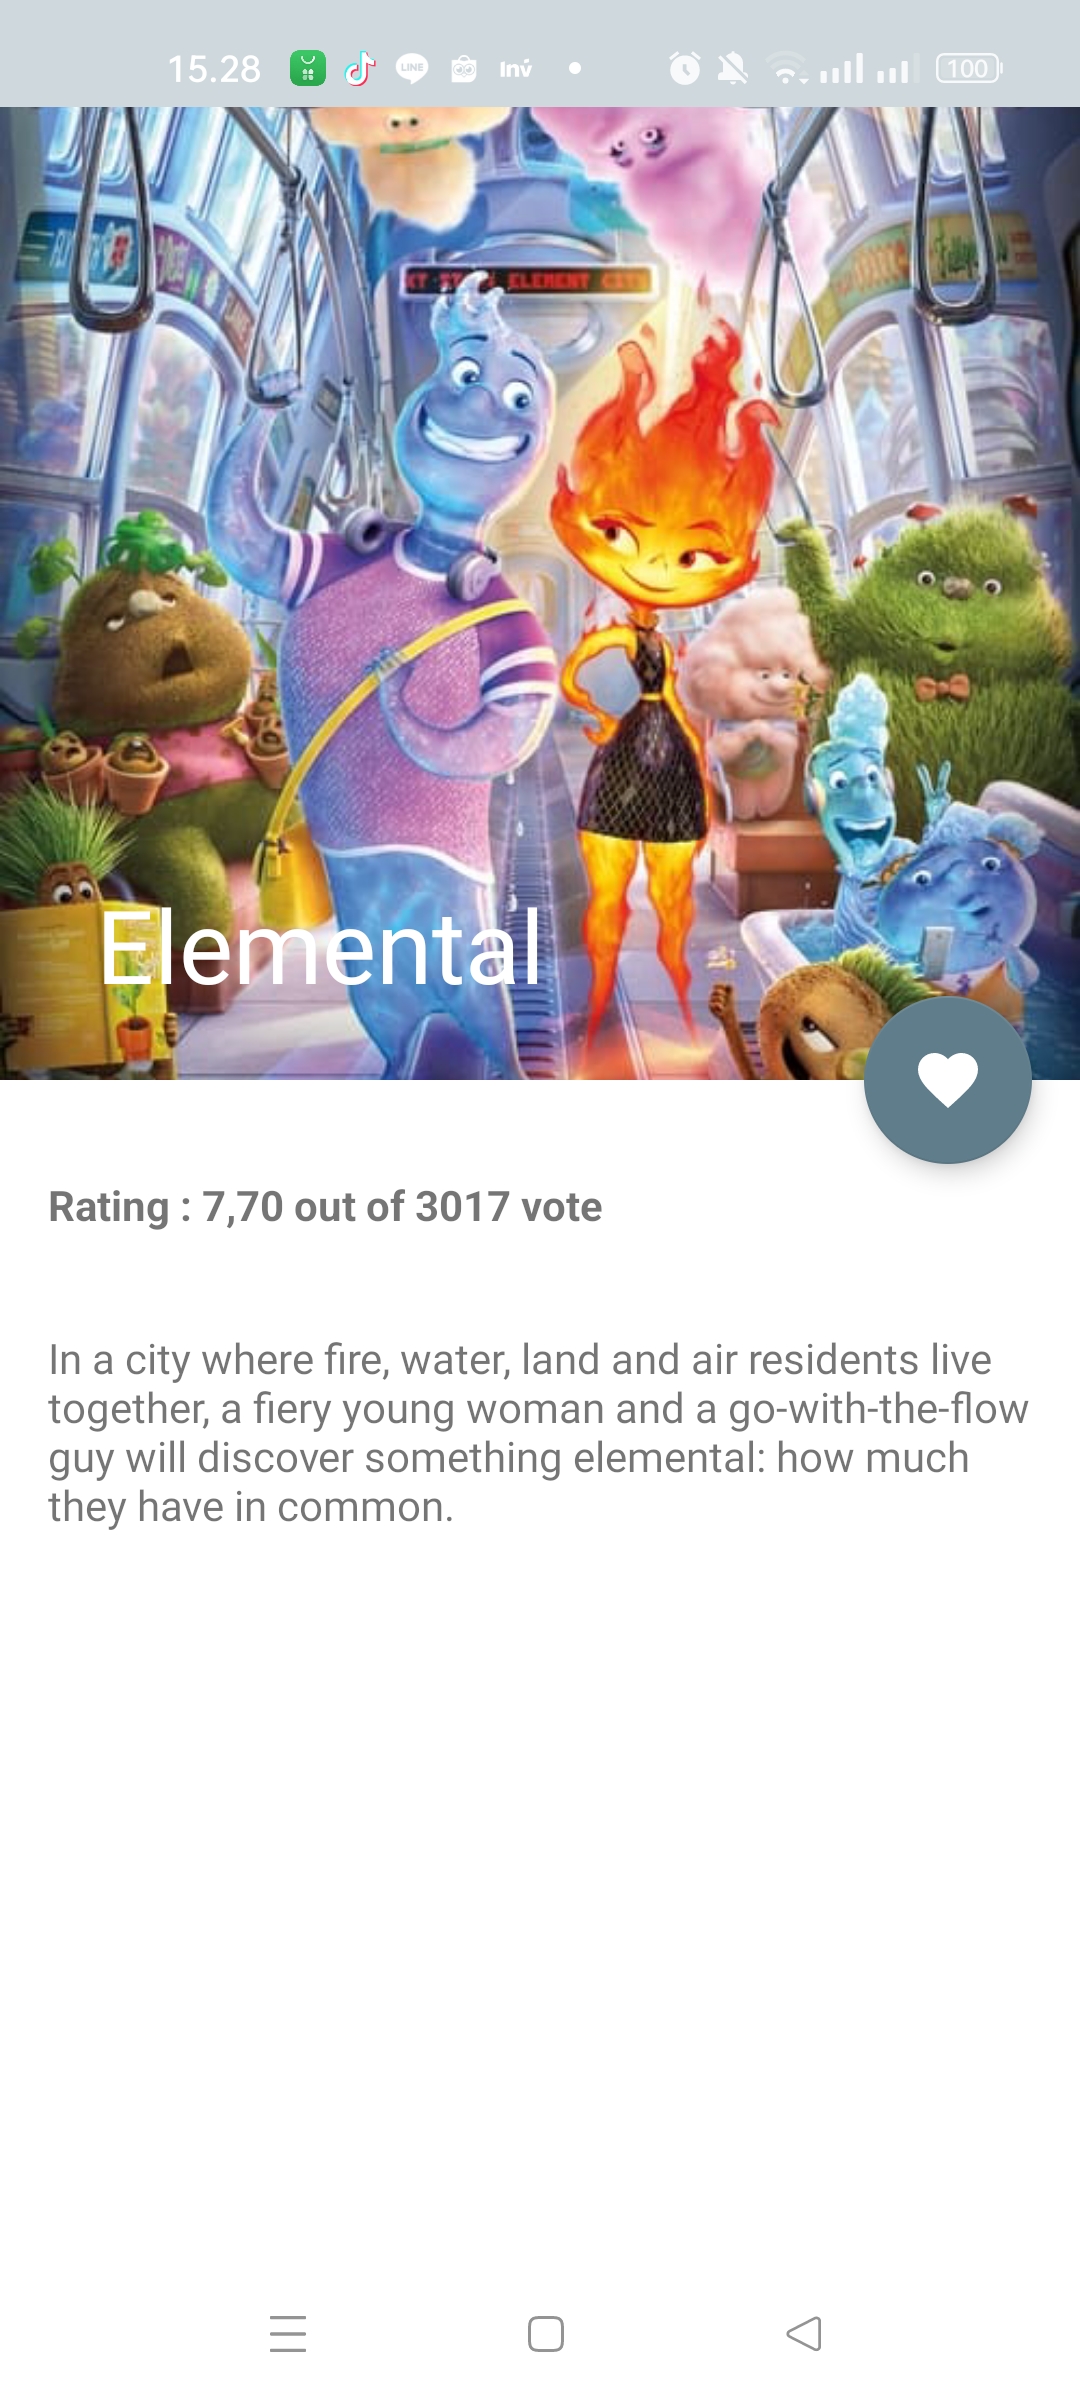 15.28
LINE
Inv
100
ELEMENT CITY
Elemental
Rating : 7,70 out of 3017 vote
In a city where fire, water, land and air residents live
together, a fiery young woman and a go-with-the-flow
guy will discover something elemental: how much
they have in common.